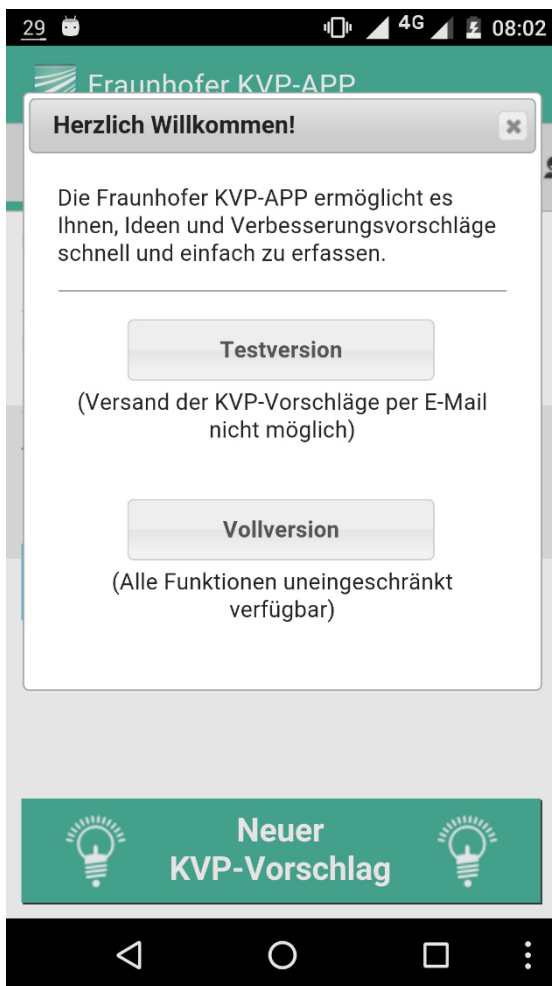 29
4G
08:02
Fraunhofer KVP-APP
Herzlich Willkommen!
Die Fraunhofer KVP-APP ermöglicht es
Ihnen, Ideen und Verbesserungsvorschläge
schnell und einfach zu erfassen.
Testversion
(Versand der KVP-Vorschläge per E-Mail
nicht möglich)
Vollversion
(Alle Funktionen uneingeschränkt
verfügbar)
Neuer
KVP-Vorschlag